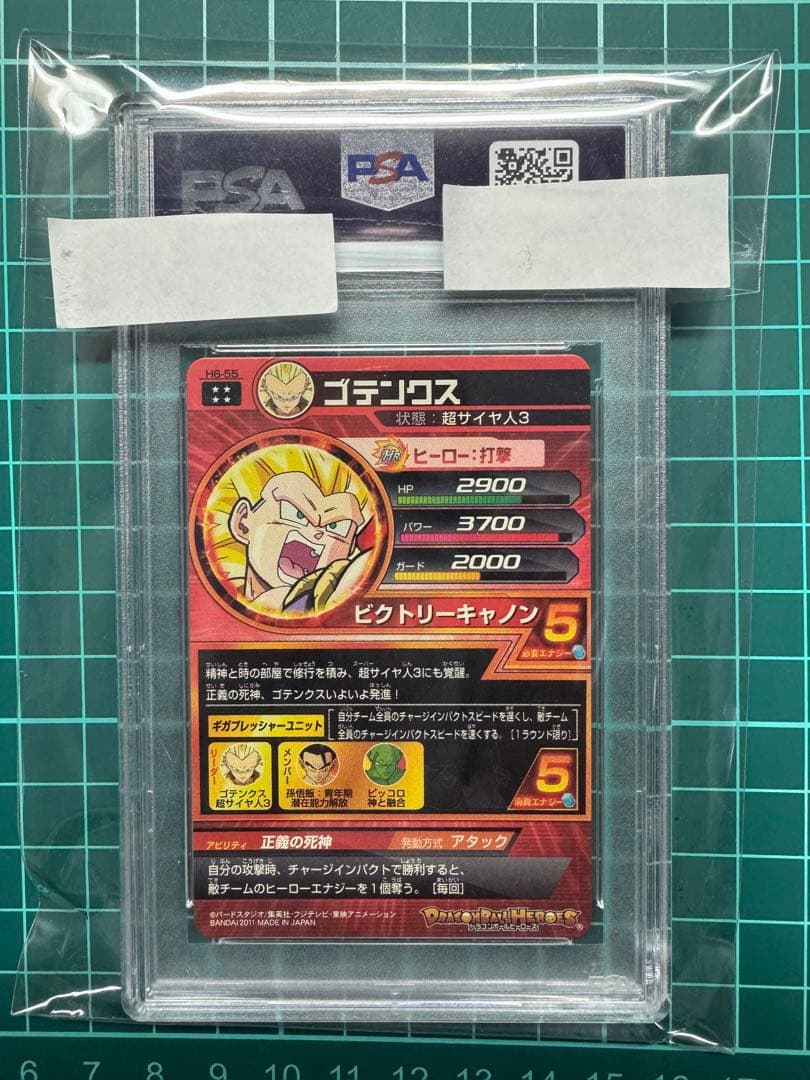 PSA
PSA
H6-55
ゴテンクス
状態：超サイヤ人3
Hr ヒーロー：打撃
HP 2900
パワー 3700
ガード 2000
ビクトリーキャノン 5
必要エナジー
精神と時の部屋で修行を積み、超サイヤ人3にも覚醒。
正義の死神、ゴテンクスいよいよ発進！
ギガプレッシャーユニット
自分チーム全員のチャージインパクトスピードを遅くし、敵チーム
全員のチャージインパクトスピードを速くする。［1ラウンド限り］
リーダー
ゴテンクス
超サイヤ人3
メンバー
孫悟飯：青年期
潜在能力解放
ピッコロ
神と融合
5
消費エナジー
アビリティ 正義の死神 発動方式 アタック
自分の攻撃時、チャージインパクトで勝利すると、
敵チームのヒーローエナジーを1個奪う。［毎回］
©バードスタジオ/集英社・フジテレビ・東映アニメーション
BANDAI 2011 MADE IN JAPAN
DRAGONBALL HEROES
ドラゴンボールヒーローズ
6 7 8 9 10 11 12 13 14 15 16 17